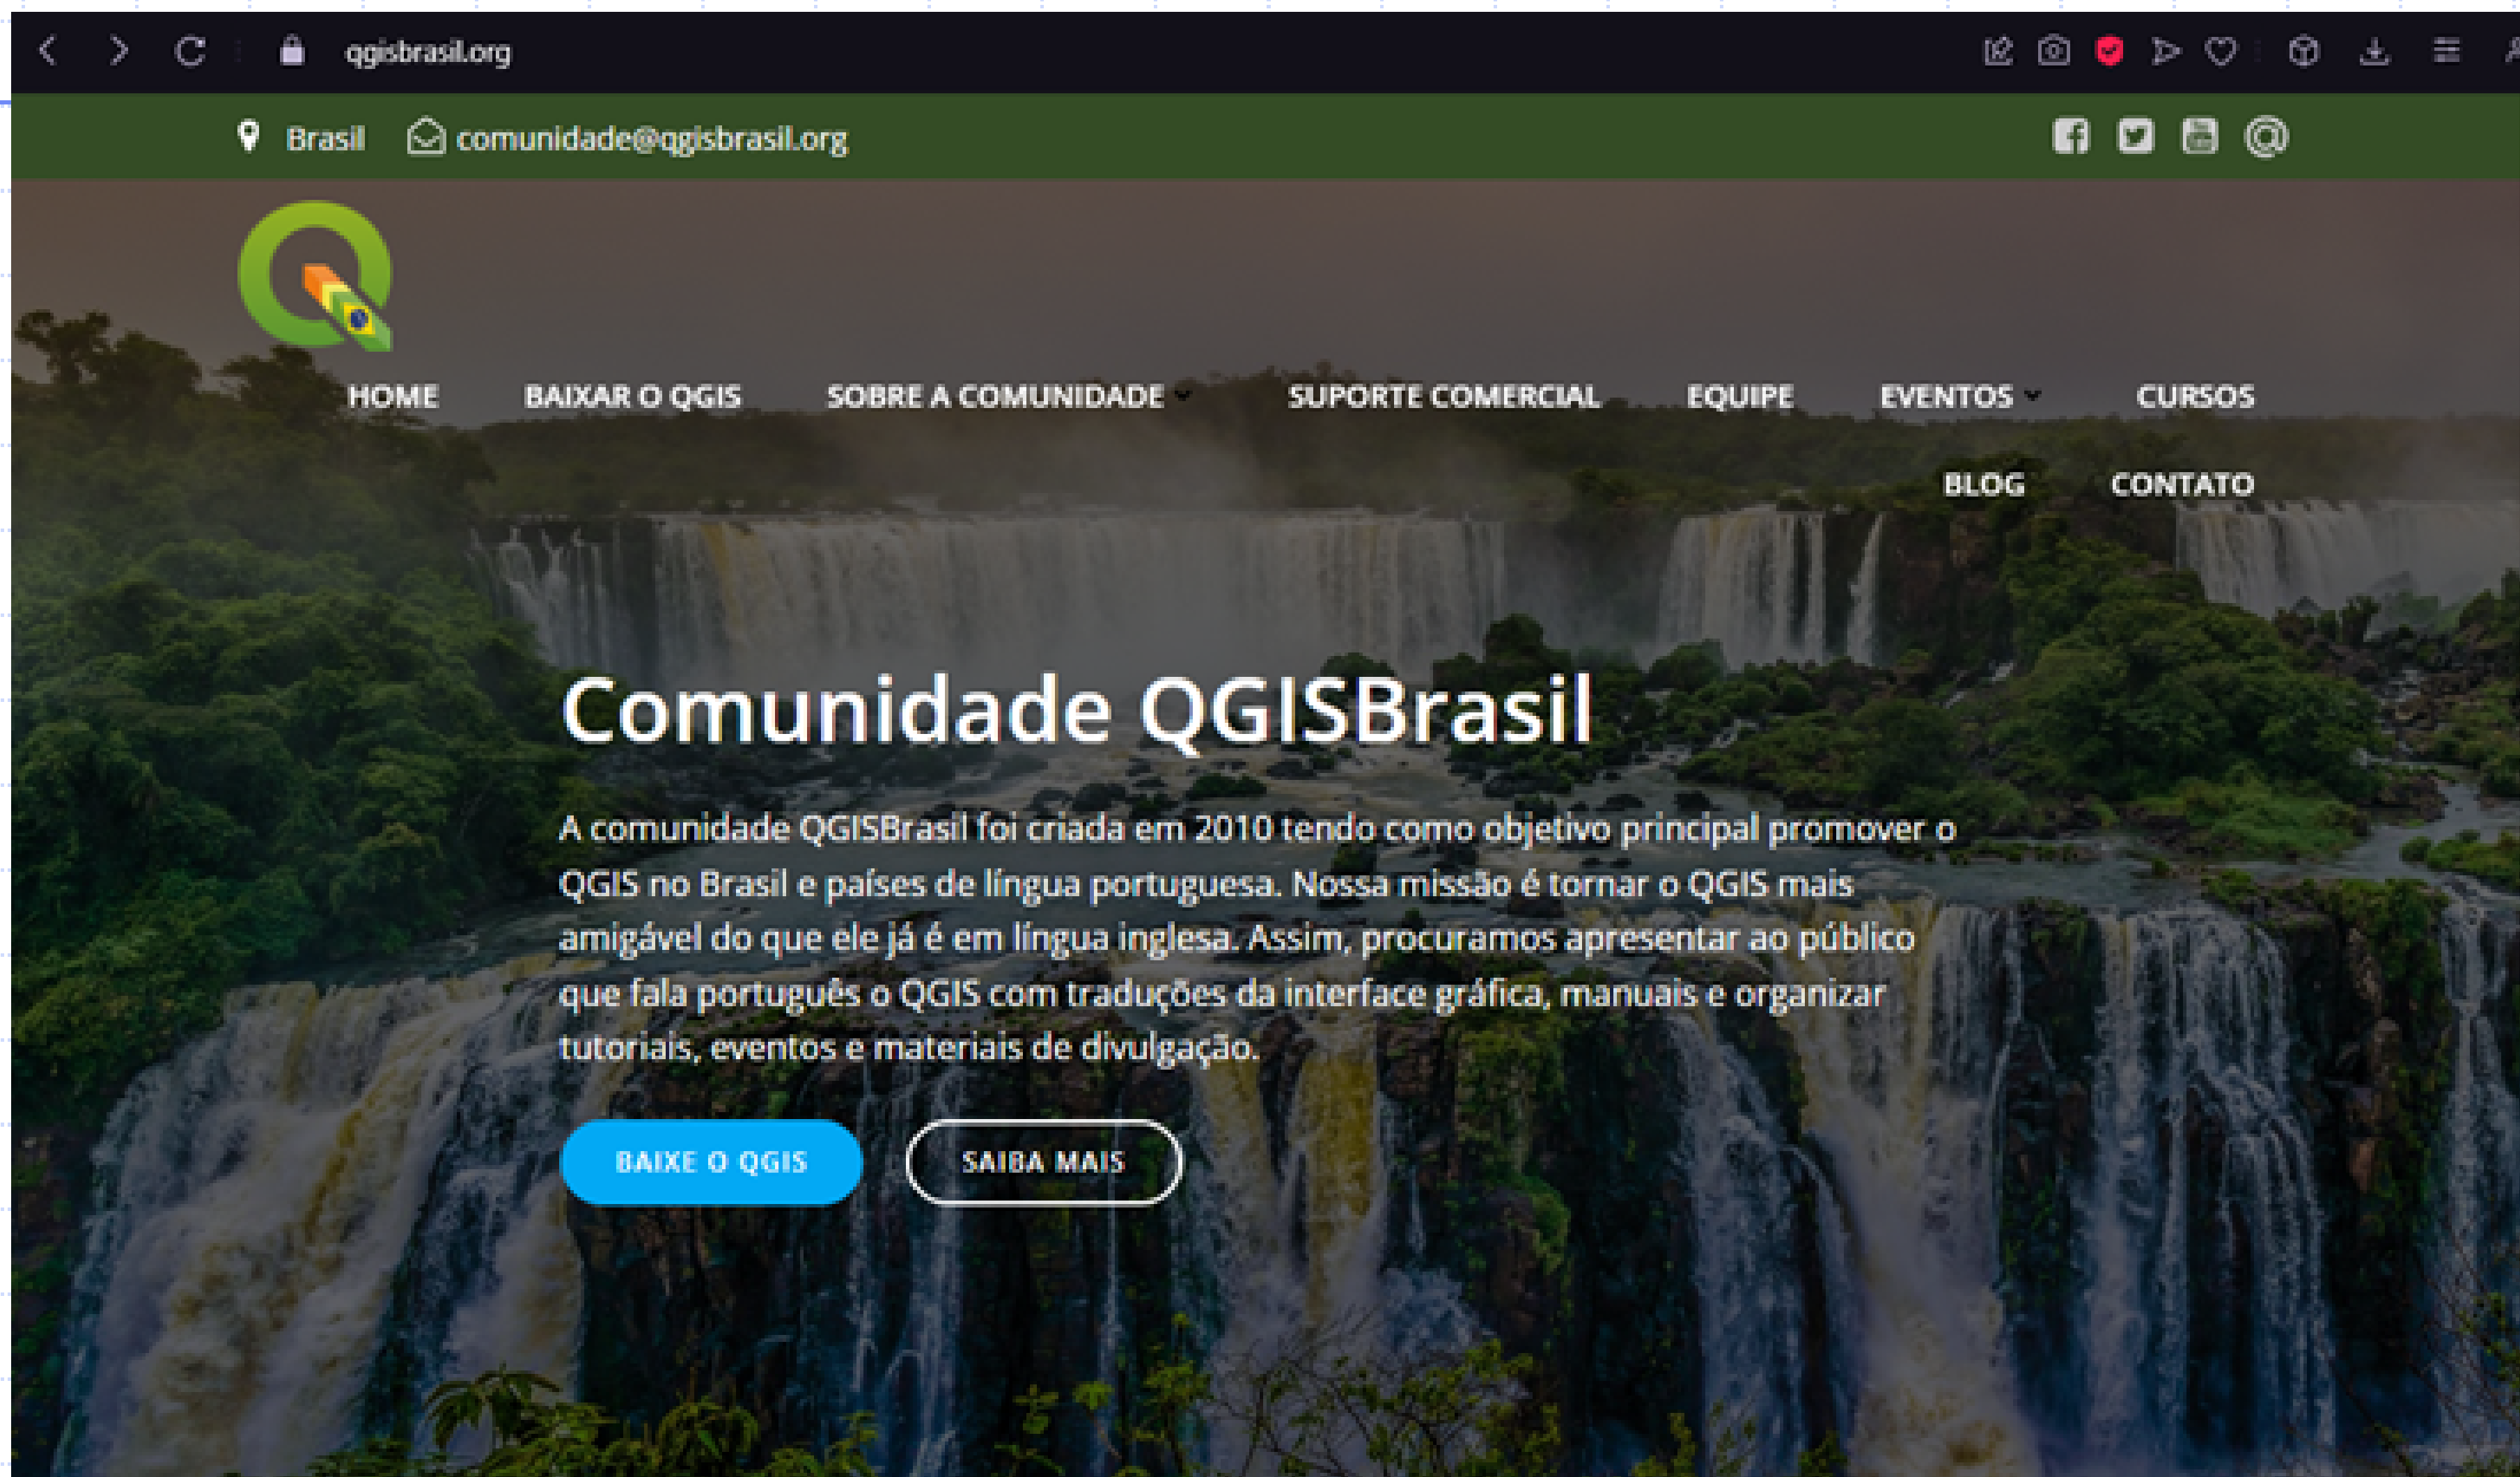 qgisbrasil.org
Brasil comunidade@qgisbrasil.org
HOME BAIXAR O QGIS SOBRE A COMUNIDADE SUPORTE COMERCIAL EQUIPE EVENTOS CURSOS
BLOG CONTATO
Comunidade QGISBrasil
A comunidade QGISBrasil foi criada em 2010 tendo como objetivo principal promover o
QGIS no Brasil e países de língua portuguesa. Nossa missão é tornar o QGIS mais
amigável do que ele já é em língua inglesa. Assim, procuramos apresentar ao público
que fala português o QGIS com traduções da interface gráfica, manuais e organizar
tutoriais, eventos e materiais de divulgação.
BAIXE O QGIS SAIBA MAIS